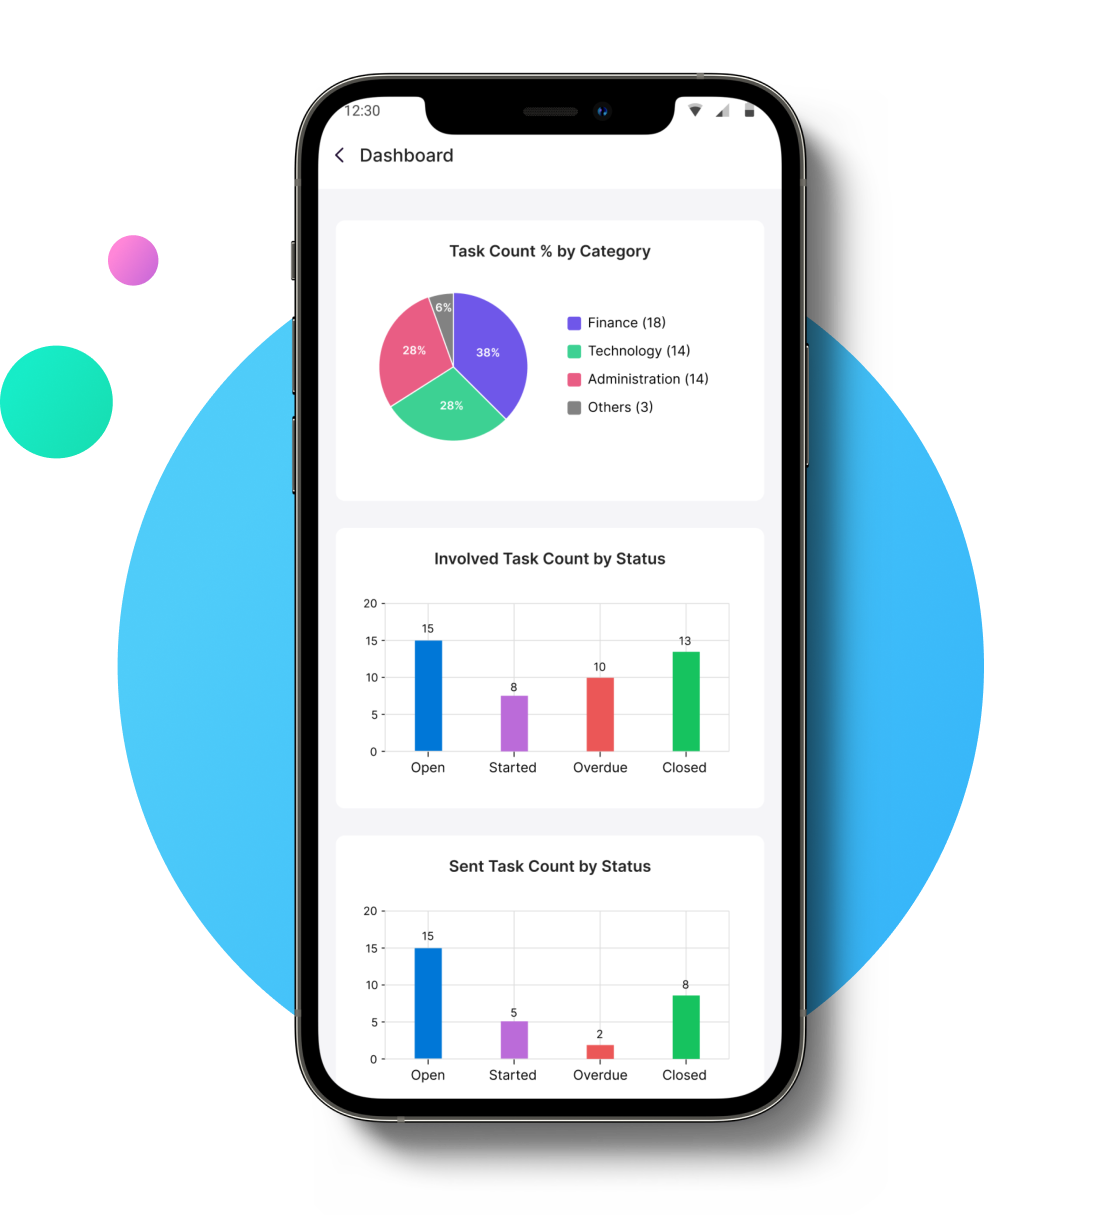 12:30
Dashboard
Task Count % by Category
6%
38%
28%
28%
Finance (18)
Technology (14)
Administration (14)
Others (3)
Involved Task Count by Status
20
15
10
5
0
15
8
10
13
Open Started Overdue Closed
Sent Task Count by Status
20
15
10
5
0
15
5
2
8
Open Started Overdue Closed